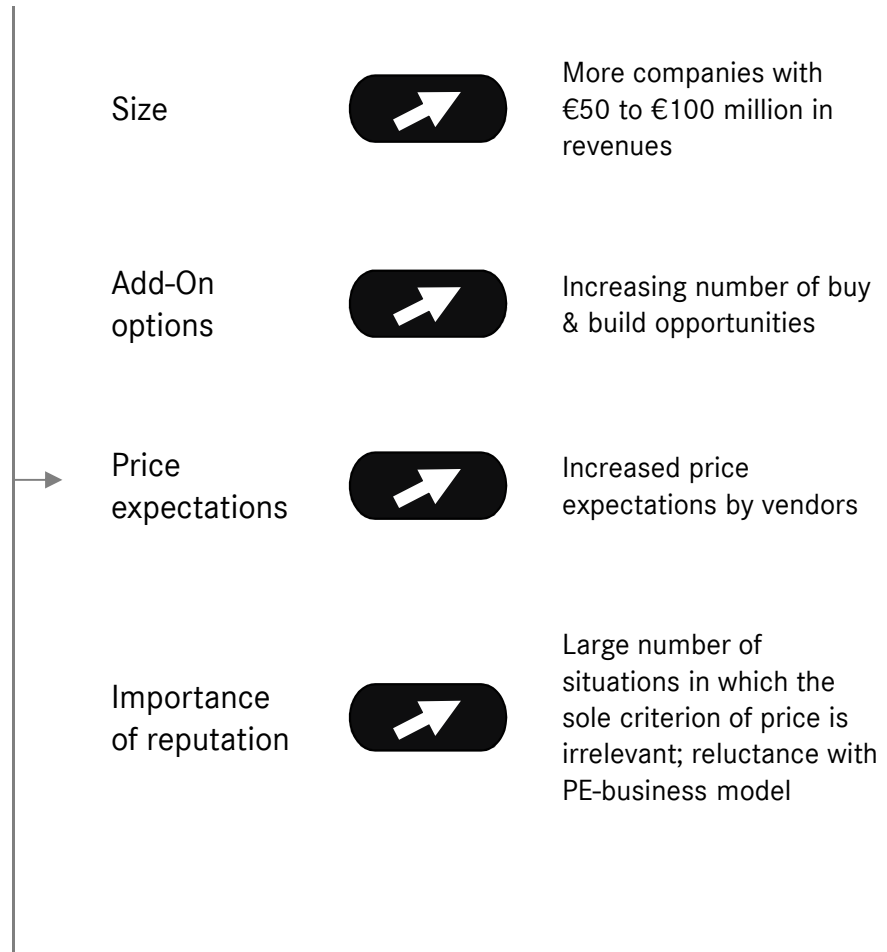 Size
More companies with
€50 to €100 million in
revenues
Add-On
options
Increasing number of buy
& build opportunities
Price
expectations
Increased price
expectations by vendors
Importance
of reputation
Large number of
situations in which the
sole criterion of price is
irrelevant; reluctance with
PE-business model